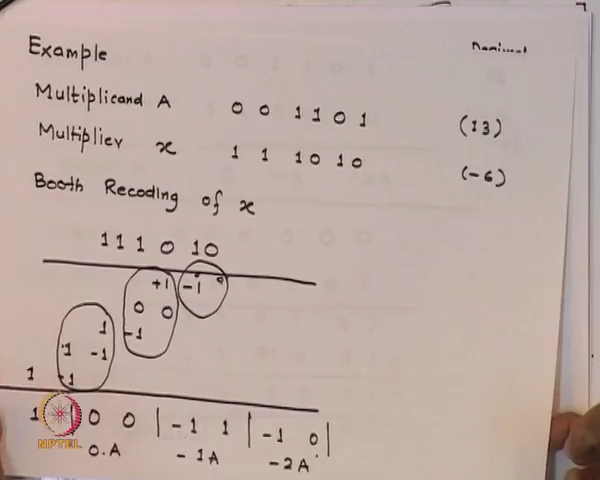 Example
Multiplicand A 0 0 1 1 0 1 (13)
Multiplier x 1 1 1 0 1 0 (-6)
Booth Recoding of x
1 1 1 0 1 0
+1 -1 0
0 0
1 -1
1 -1
1 -1
1 | 0 0 | -1 1 | -1 0 |
NPTEL 0.A -1A -2A